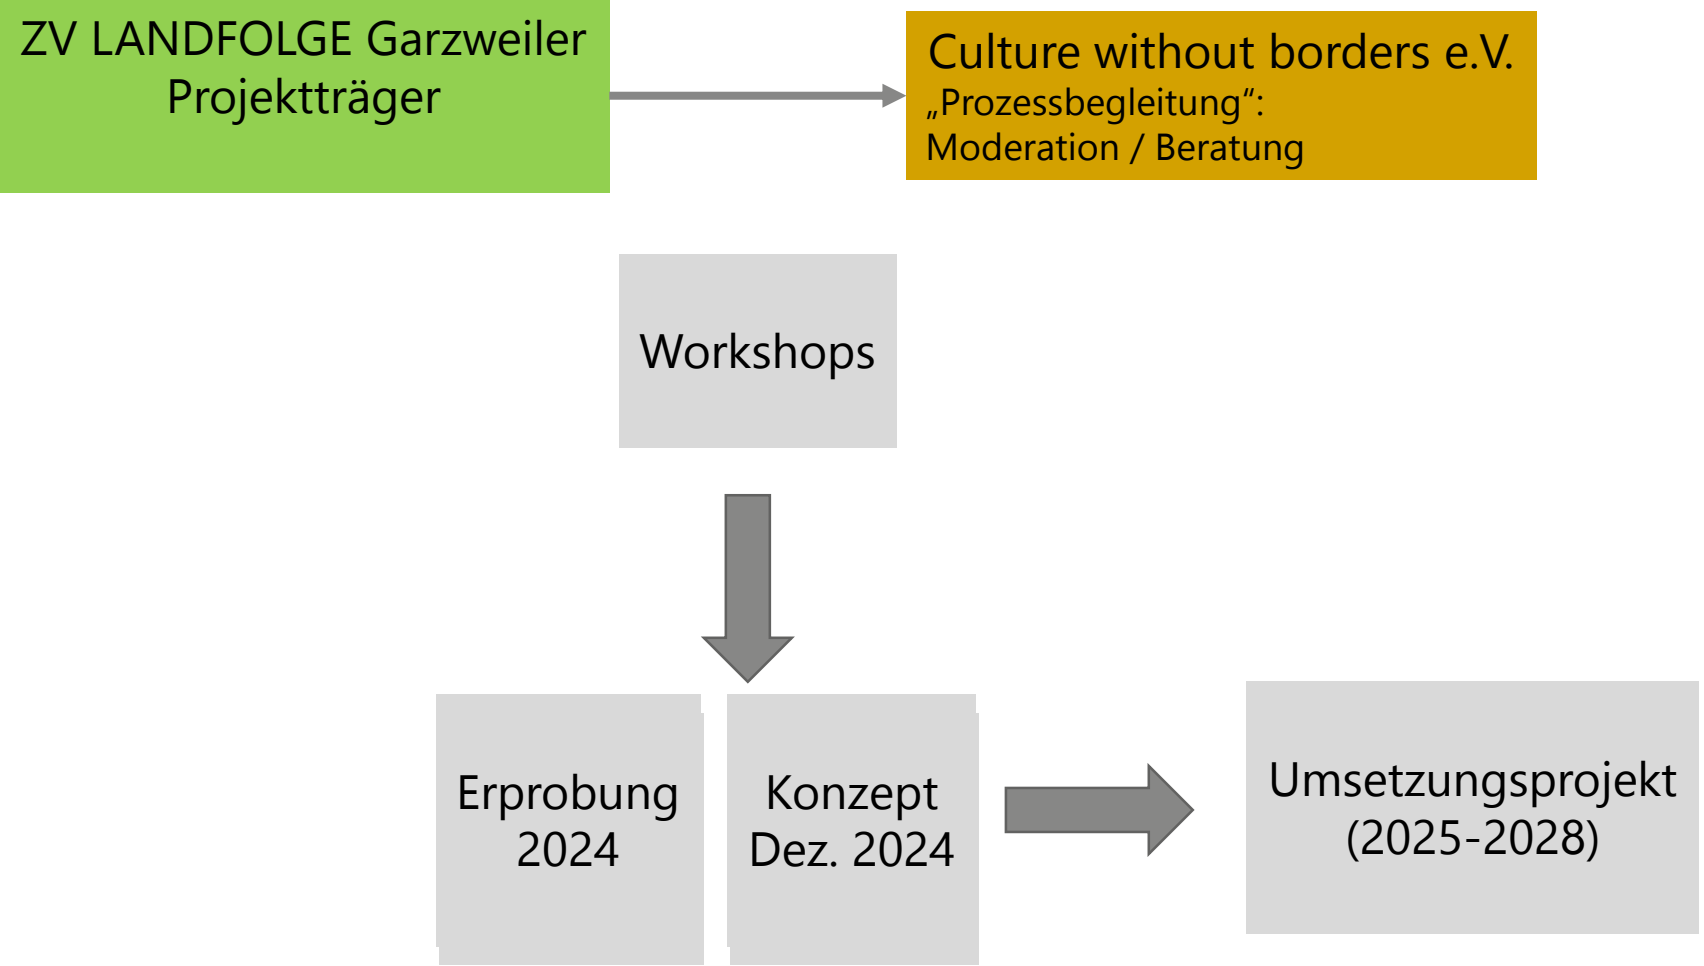 ZV LANDFOLGE Garzweiler
Projektträger
Culture without borders e.V.
„Prozessbegleitung“:
Moderation / Beratung
Workshops
Erprobung
2024
Konzept
Dez. 2024
Umsetzungsprojekt
(2025-2028)